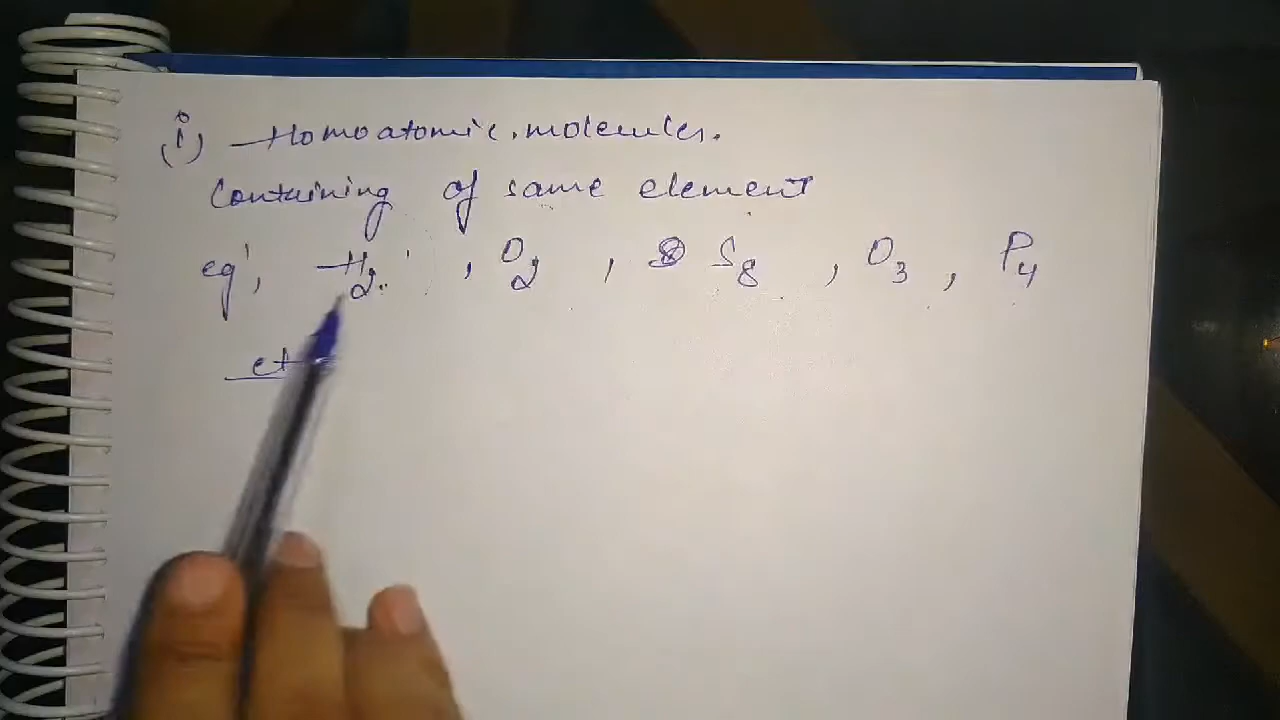 (i) Homoatomic molecules.
Containing of same element
eg, H2, O2, S8, O3, P4